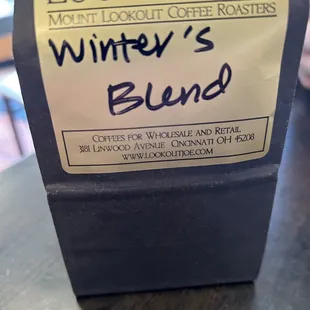 Mount Lookout Coffee Roasters
Winter's
Blend
Coffees for Wholesale and Retail
3181 Linwood Avenue Cincinnati OH 45208
www.lookoutjoe.com